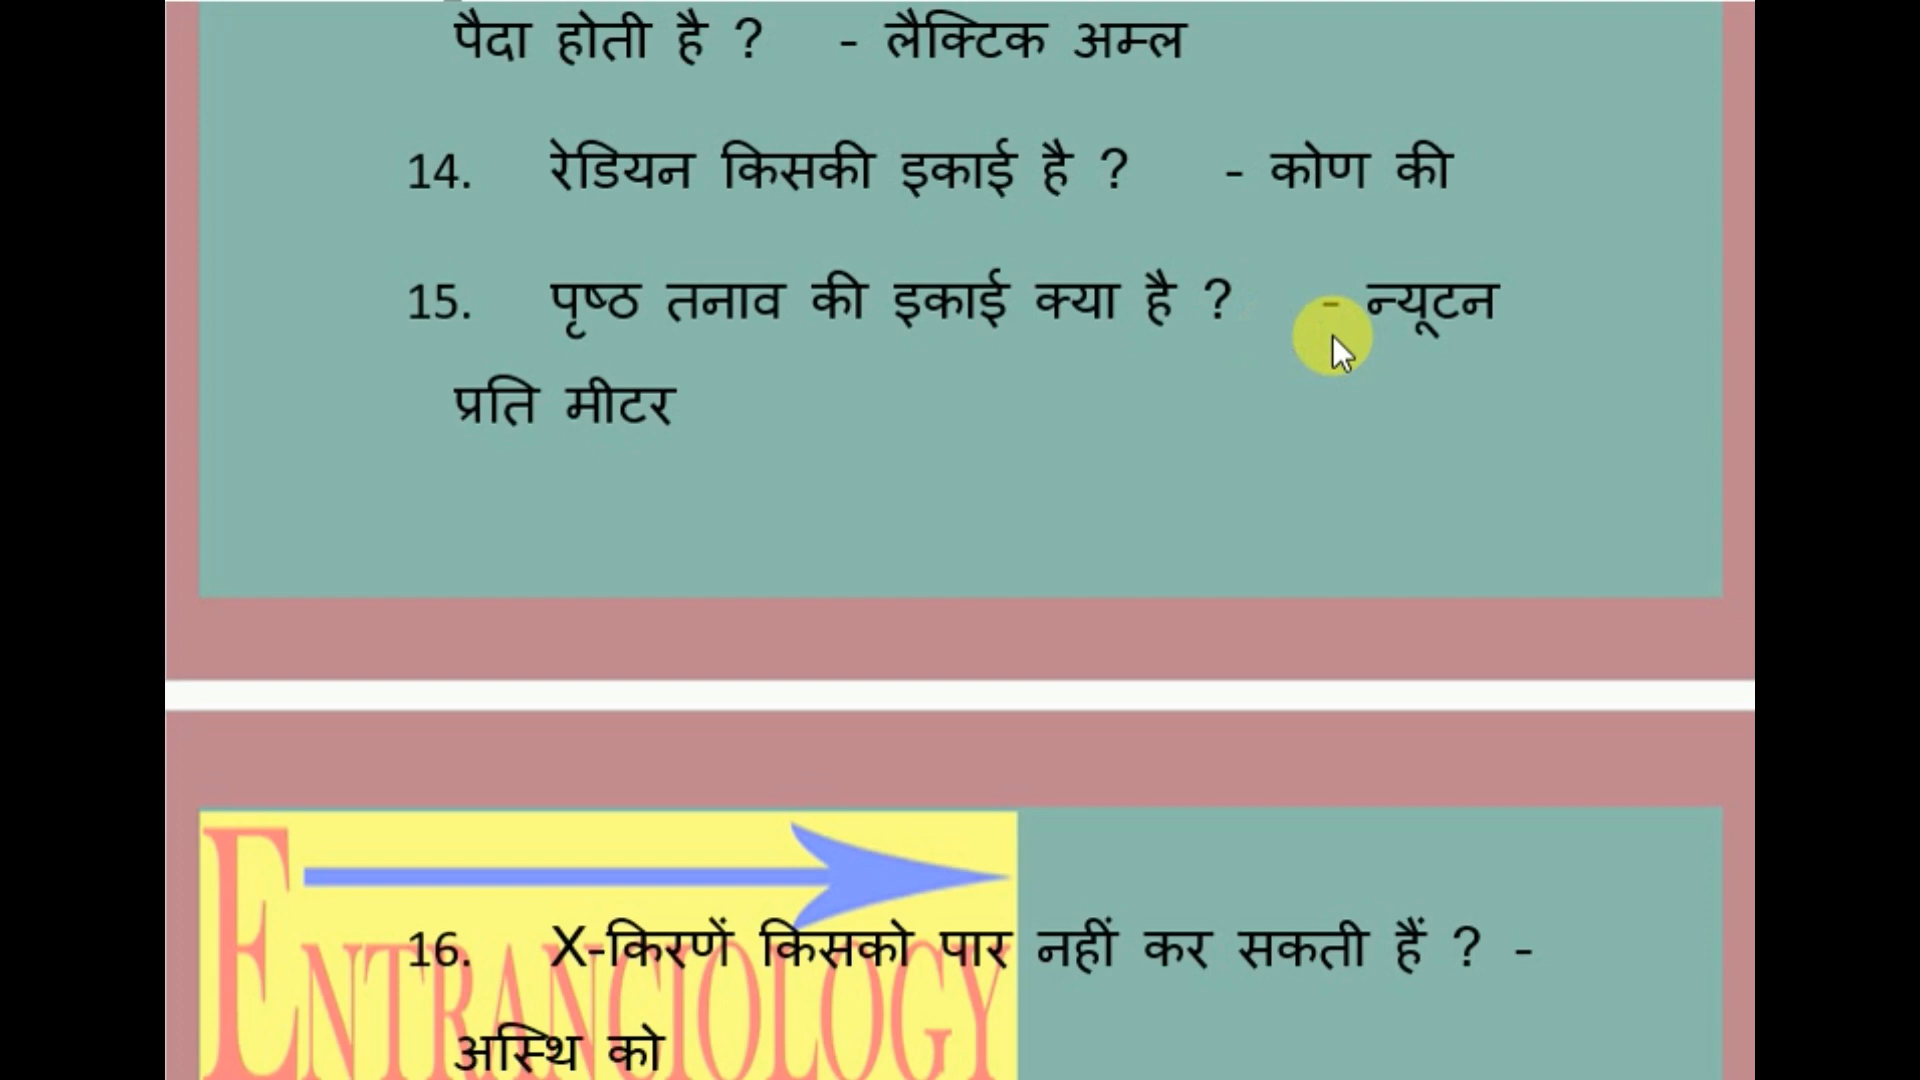 पैदा होती है ? - लैक्टिक अम्ल
14. रेडियन किसकी इकाई है ? - कोण की
15. पृष्ठ तनाव की इकाई क्या है ? - न्यूटन
प्रति मीटर
ENTRANCIOLOGY
16. X-किरणें किसको पार नहीं कर सकती हैं ? -
अस्थि को